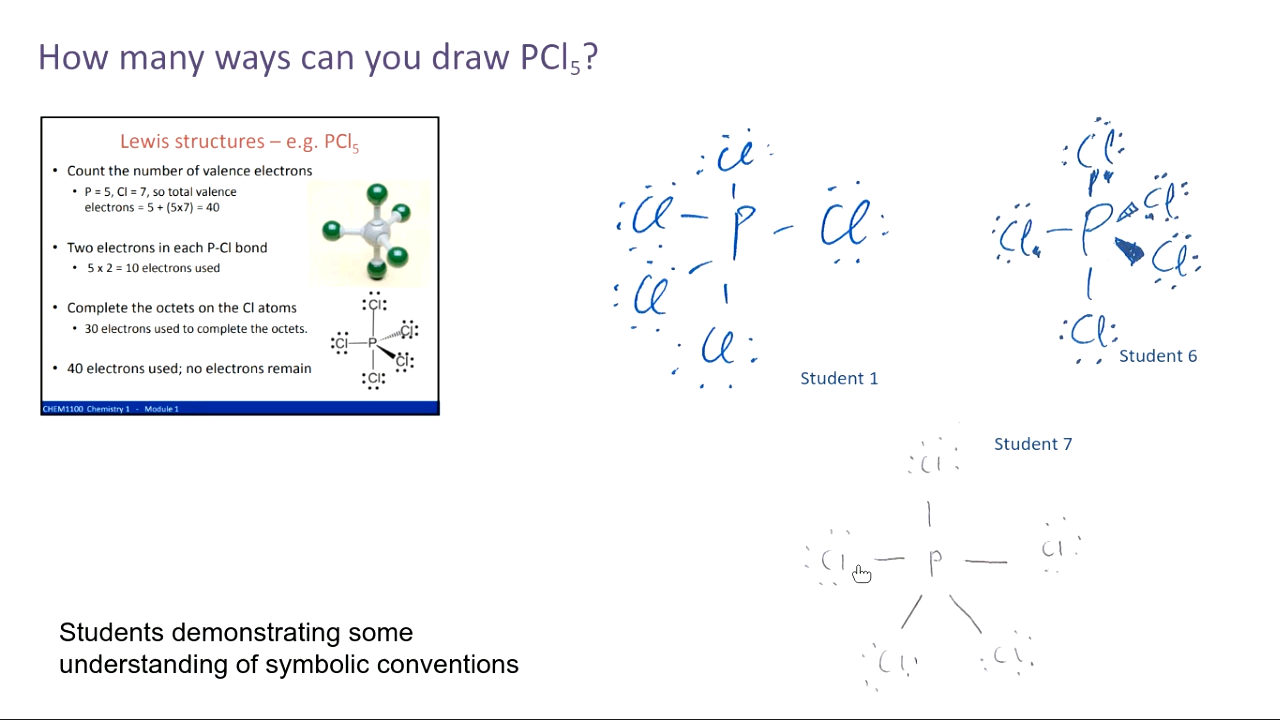 How many ways can you draw PCl₅?
Lewis structures – e.g. PCl₅
• Count the number of valence electrons
• P = 5, Cl = 7, so total valence
electrons = 5 + (5x7) = 40
• Two electrons in each P-Cl bond
• 5 x 2 = 10 electrons used
• Complete the octets on the Cl atoms
• 30 electrons used to complete the octets.
• 40 electrons used; no electrons remain
:Cl:
:Cl P Cl:
Cl:
:Cl:
CHEM1100 Chemistry 1 - Module 1
:Cl:
:Cl – P – Cl:
:Cl
Cl:
Student 1
:Cl:
Cl – P Cl:
Cl:
:Cl:
Student 6
Student 7
:Cl:
:Cl — P — Cl:
:Cl :Cl:
Students demonstrating some
understanding of symbolic conventions